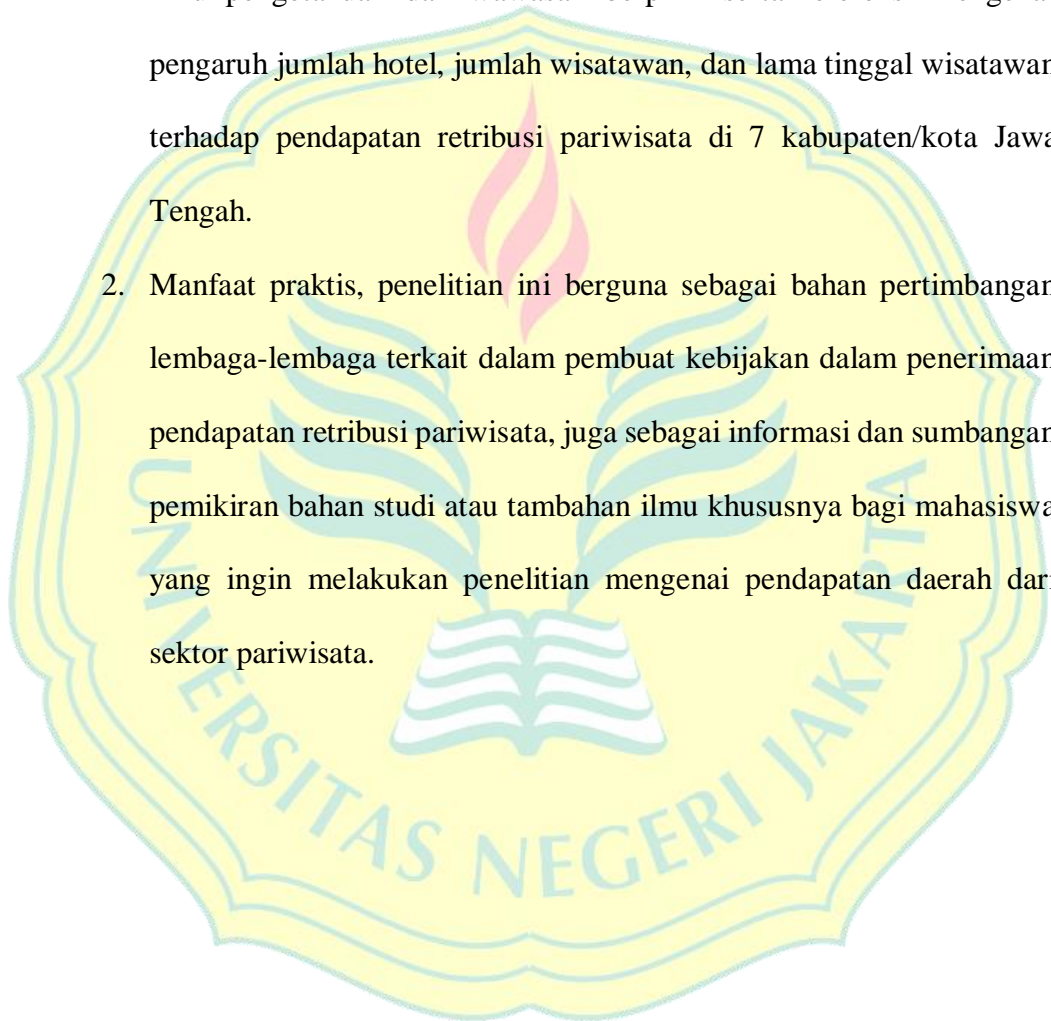 pengaruh jumlah hotel, jumlah wisatawan, dan lama tinggal wisatawan
terhadap pendapatan retribusi pariwisata di 7 kabupaten/kota Jawa
Tengah.
2. Manfaat praktis, penelitian ini berguna sebagai bahan pertimbangan
lembaga-lembaga terkait dalam pembuat kebijakan dalam penerimaan
pendapatan retribusi pariwisata, juga sebagai informasi dan sumbangan
pemikiran bahan studi atau tambahan ilmu khususnya bagi mahasiswa
yang ingin melakukan penelitian mengenai pendapatan daerah dari
sektor pariwisata.
UNIVERSITAS NEGERI JAKARTA